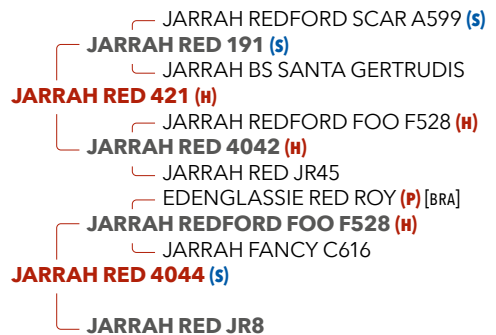 JARRAH REDFORD SCAR A599 (S)
JARRAH RED 191 (S)
JARRAH BS SANTA GERTRUDIS
JARRAH RED 421 (H)
JARRAH REDFORD FOO F528 (H)
JARRAH RED 4042 (H)
JARRAH RED JR45
EDENGLASSIE RED ROY (P) [BRA]
JARRAH REDFORD FOO F528 (H)
JARRAH FANCY C616
JARRAH RED 4044 (S)
JARRAH RED JR8